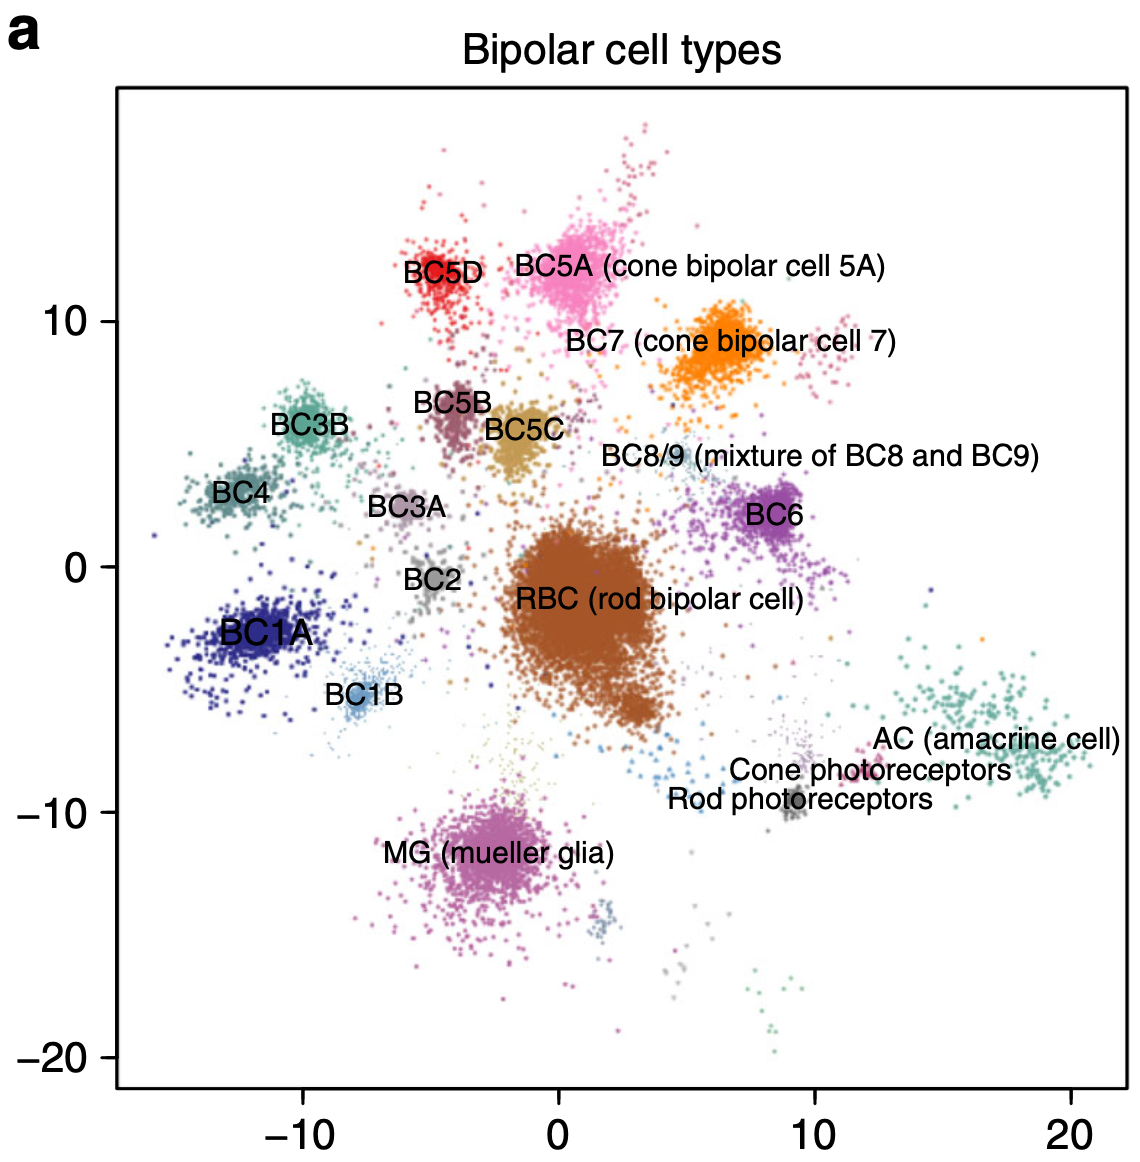 a
Bipolar cell types
BC5D
BC5A (cone bipolar cell 5A)
10
BC7 (cone bipolar cell 7)
BC5B
BC3B
BC5C
BC8/9 (mixture of BC8 and BC9)
BC4
BC3A
BC6
0
BC2
RBC (rod bipolar cell)
BC1A
BC1B
AC (amacrine cell)
Cone photoreceptors
Rod photoreceptors
−10
MG (mueller glia)
−20
−10
0
10
20